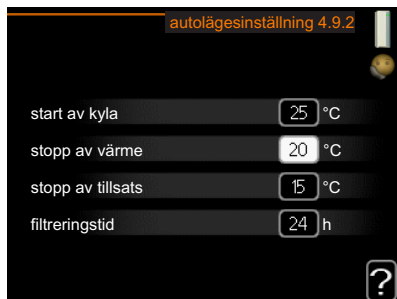 autolägesinställning 4.9.2
start av kyla 25 °C
stopp av värme 20 °C
stopp av tillsats 15 °C
filtreringstid 24 h
?